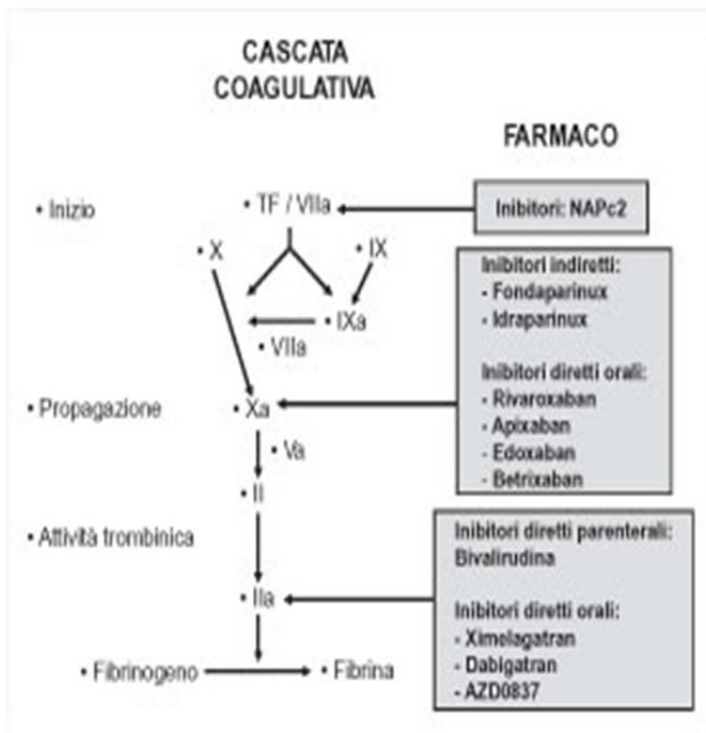 CASCATA
COAGULATIVA
FARMACO
• Inizio
• TF / VIIa
Inibitori: NAPc2
• X
• IX
• IXa
• VIIa
Inibitori indiretti:
- Fondaparinux
- Idraparinux
Inibitori diretti orali:
- Rivaroxaban
- Apixaban
- Edoxaban
- Betrixaban
• Propagazione
• Xa
• Va
• II
• Attività trombinica
Inibitori diretti parenterali:
Bivalirudina
Inibitori diretti orali:
- Ximelagatran
- Dabigatran
- AZD0837
• IIa
• Fibrinogeno
• Fibrina